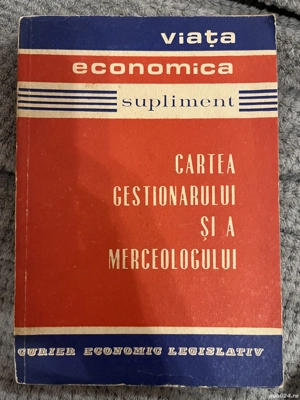 viața
economica
supliment
CARTEA
GESTIONARULUI
ȘI A
MERCEOLOGULUI
CURIER ECONOMIC LEGISLATIV